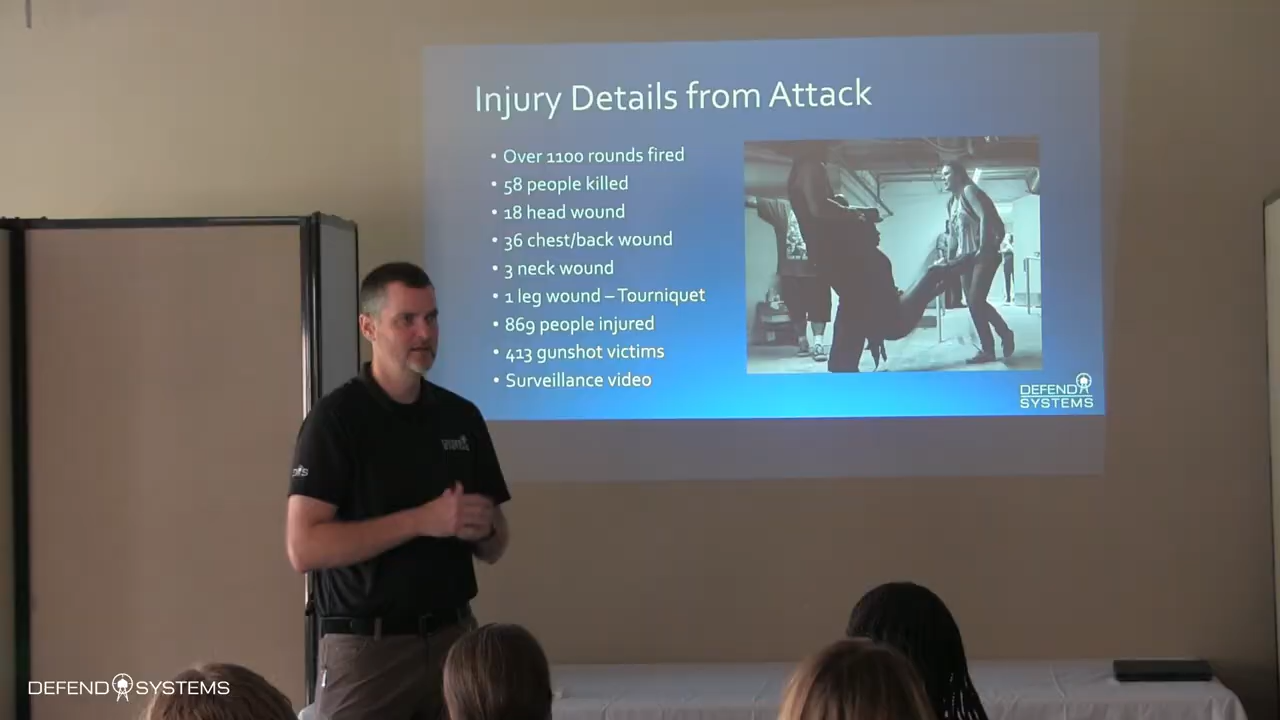 Injury Details from Attack
• Over 1100 rounds fired
• 58 people killed
• 18 head wound
• 36 chest/back wound
• 3 neck wound
• 1 leg wound – Tourniquet
• 869 people injured
• 413 gunshot victims
• Surveillance video
DEFEND
SYSTEMS
DEFEND SYSTEMS